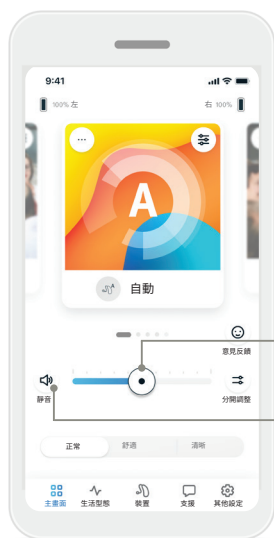 9:41
100% 左 右 100%
A
自動
意見反饋
靜音 分開調整
正常 舒適 清晰
主畫面 生活型態 裝置 支援 其他設定